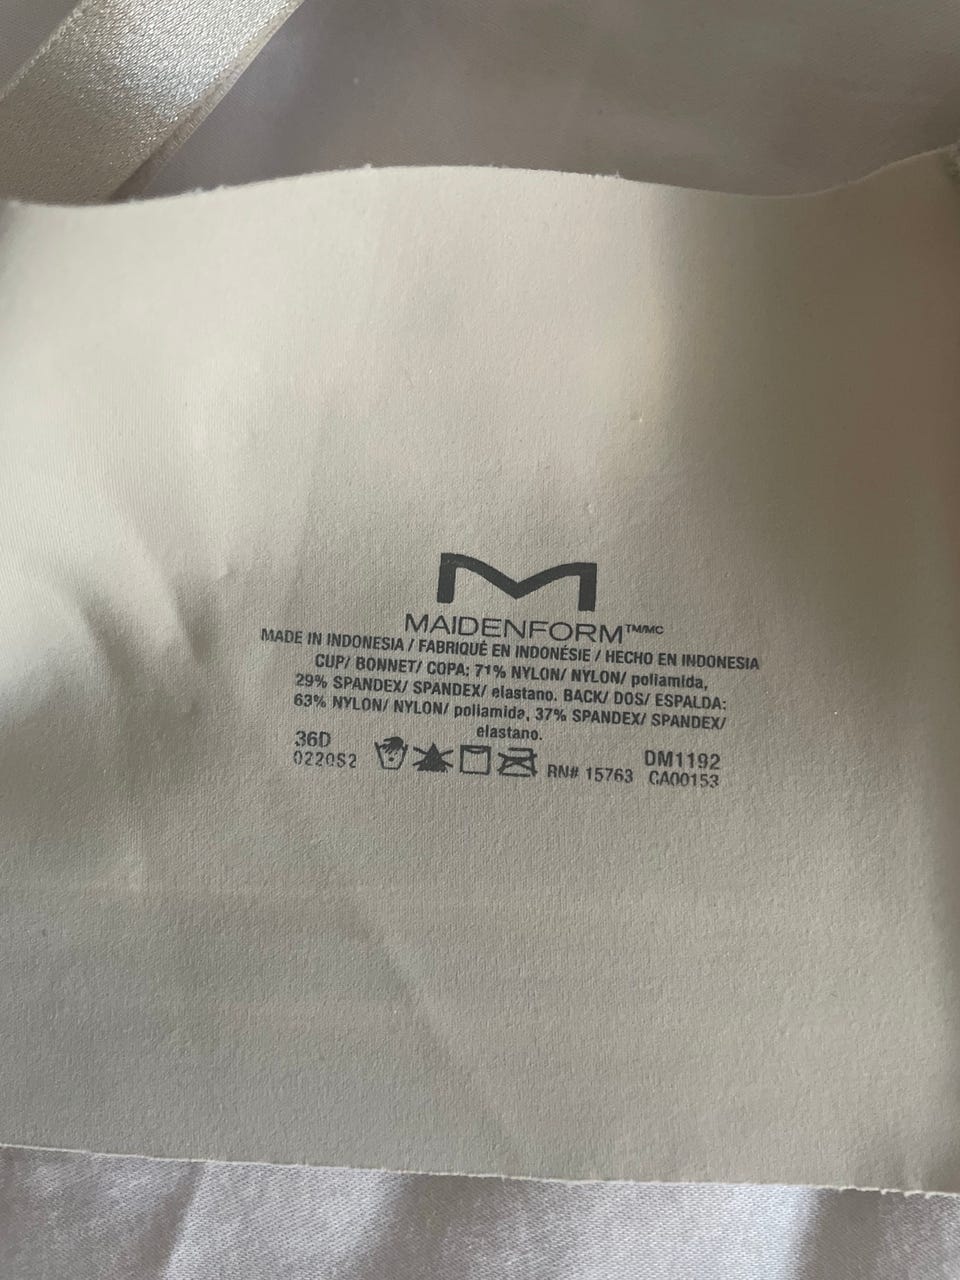 M
MAIDENFORM™/MC
MADE IN INDONESIA / FABRIQUÉ EN INDONÉSIE / HECHO EN INDONESIA
CUP/ BONNET/ COPA: 71% NYLON/ NYLON/ poliamida,
29% SPANDEX/ SPANDEX/ elastano. BACK/ DOS/ ESPALDA:
63% NYLON/ NYLON/ poliamida, 37% SPANDEX/ SPANDEX/
elastano.
36D DM1192
0220S2 RN# 15763 CA00153